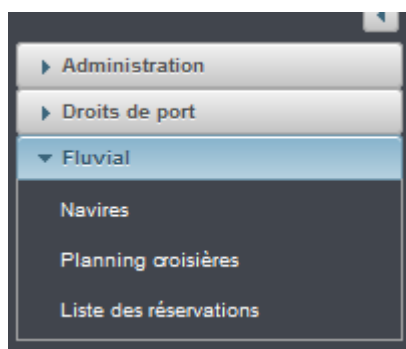 Administration
Droits de port
Fluvial
Navires
Planning croisières
Liste des réservations